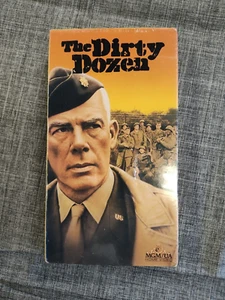 The Dirty
Dozen
MGM/UA